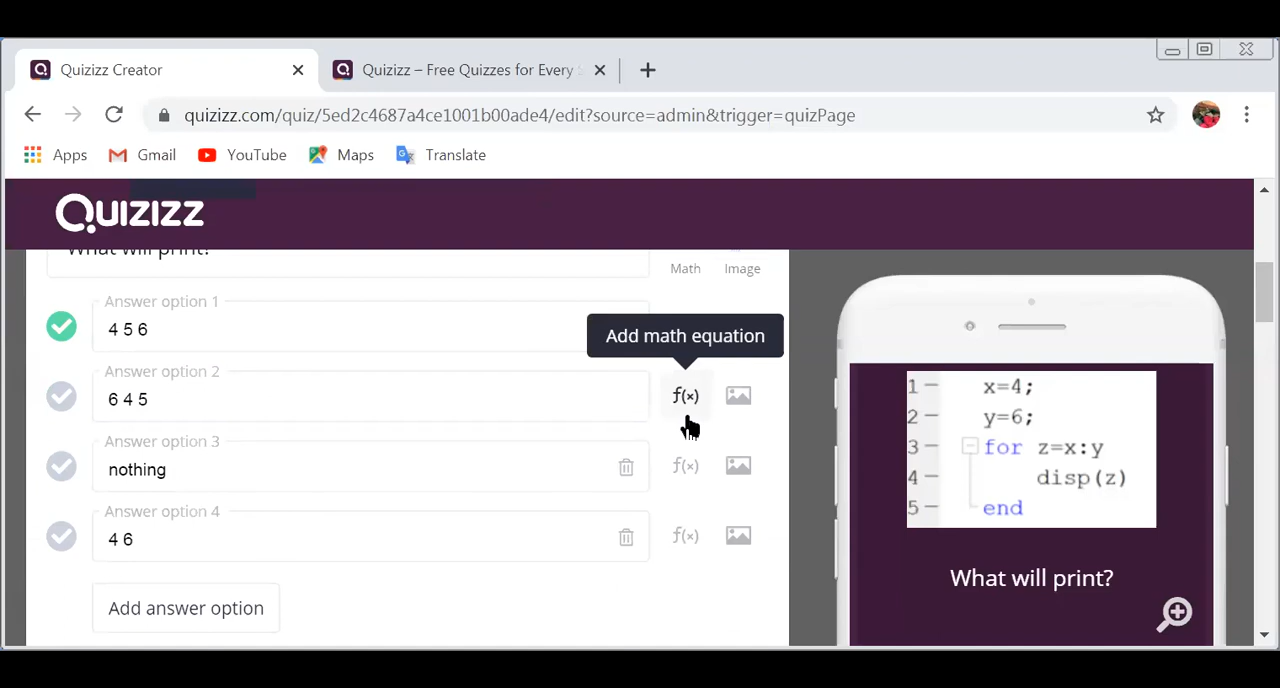 Quizizz Creator
Quizizz – Free Quizzes for Every
quizizz.com/quiz/5ed2c4687a4ce1001b00ade4/edit?source=admin&trigger=quizPage
Apps Gmail YouTube Maps Translate
Quizizz
What will print?
Math Image
Answer option 1
4 5 6
Add math equation
Answer option 2
6 4 5
f(x)
Answer option 3
nothing
f(x)
Answer option 4
4 6
f(x)
Add answer option
1 x=4;
2 y=6;
3 for z=x:y
4 disp(z)
5 end
What will print?